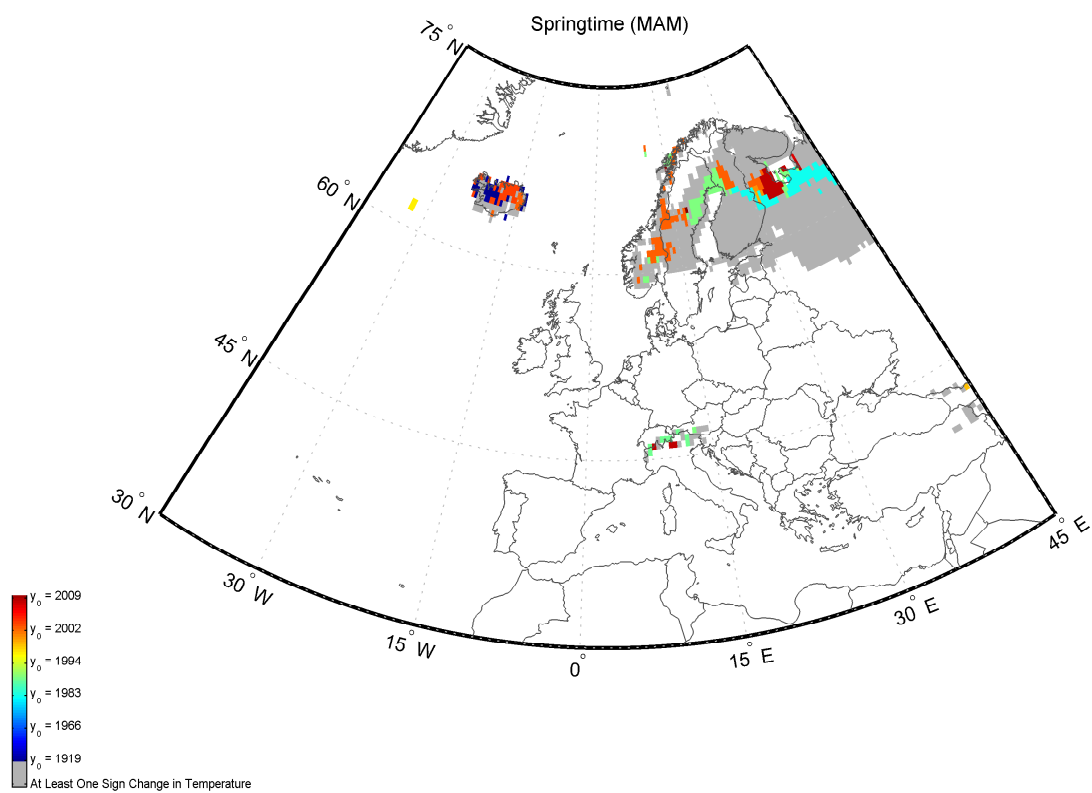 Springtime (MAM)
75° N
60° N
45° N
30° N
30° W
15° W
0°
15° E
30° E
45° E
y₀ = 2009
y₀ = 2002
y₀ = 1994
y₀ = 1983
y₀ = 1966
y₀ = 1919
At Least One Sign Change in Temperature